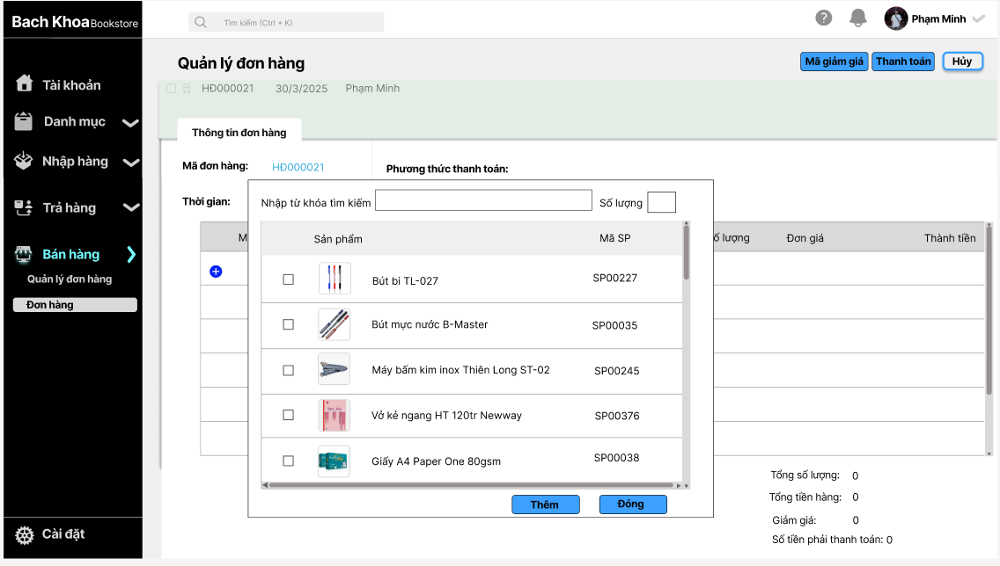 Bach Khoa Bookstore
Tìm kiếm (Ctrl + K)
?
Phạm Minh
Quản lý đơn hàng
Mã giảm giá
Thanh toán
Hủy
HĐ000021 30/3/2025 Phạm Minh
Tài khoản
Danh mục
Nhập hàng
Trả hàng
Bán hàng
Quản lý đơn hàng
Đơn hàng
Cài đặt
Thông tin đơn hàng
Mã đơn hàng: HĐ000021
Phương thức thanh toán:
Thời gian:
Nhập từ khóa tìm kiếm
Số lượng
M
ố lượng Đơn giá Thành tiền
Sản phẩm Mã SP
Bút bi TL-027 SP00227
Bút mực nước B-Master SP00035
Máy bấm kim inox Thiên Long ST-02 SP00245
Vở kẻ ngang HT 120tr Newway SP00376
Giấy A4 Paper One 80gsm SP00038
Thêm
Đóng
Tổng số lượng: 0
Tổng tiền hàng: 0
Giảm giá: 0
Số tiền phải thanh toán: 0